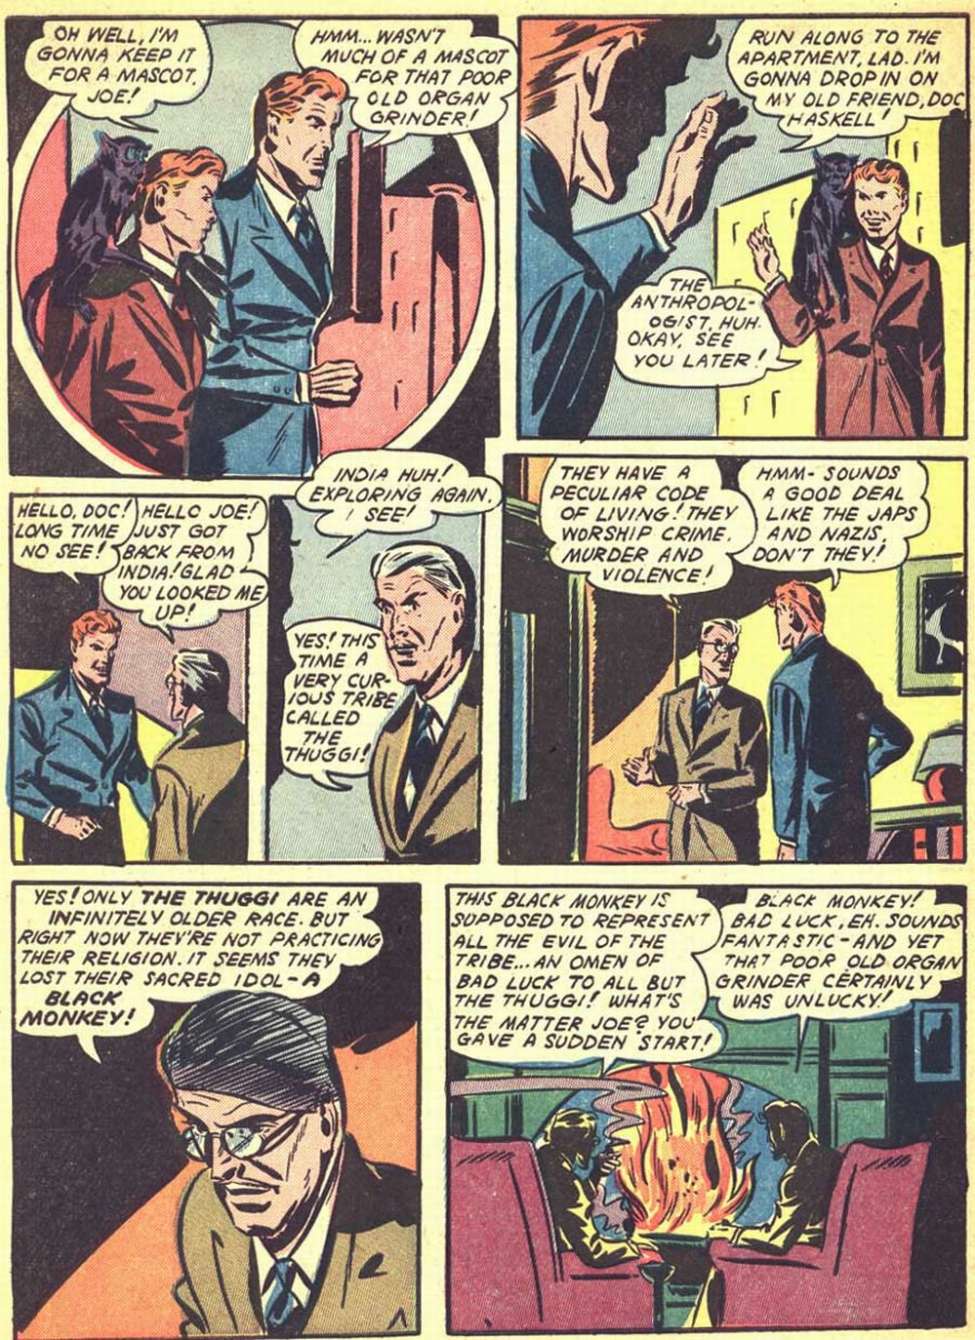 OH WELL, I'M
GONNA KEEP IT
FOR A MASCOT,
JOE!
HMM... WASN'T
MUCH OF A MASCOT
FOR THAT POOR
OLD ORGAN
GRINDER!
RUN ALONG TO THE
APARTMENT, LAD. I'M
GONNA DROP IN ON
MY OLD FRIEND, DOC
HASKELL!
THE
ANTHROPOL-
OGIST, HUH.
OKAY, SEE
YOU LATER!
HELLO, DOC!
LONG TIME
NO SEE!
HELLO JOE!
JUST GOT
BACK FROM
INDIA! GLAD
YOU LOOKED ME
UP!
INDIA HUH!
EXPLORING AGAIN,
I SEE!
YES! THIS
TIME A
VERY CUR-
IOUS TRIBE
CALLED
THE
THUGGI!
THEY HAVE A
PECULIAR CODE
OF LIVING! THEY
WORSHIP CRIME,
MURDER AND
VIOLENCE!
HMM- SOUNDS
A GOOD DEAL
LIKE THE JAPS
AND NAZIS,
DON'T THEY!
YES! ONLY THE THUGGI ARE AN
INFINITELY OLDER RACE. BUT
RIGHT NOW THEY'RE NOT PRACTICING
THEIR RELIGION. IT SEEMS THEY
LOST THEIR SACRED IDOL-A
BLACK
MONKEY!
THIS BLACK MONKEY IS
SUPPOSED TO REPRESENT
ALL THE EVIL OF THE
TRIBE... AN OMEN OF
BAD LUCK TO ALL BUT
THE THUGGI! WHAT'S
THE MATTER JOE? YOU
GAVE A SUDDEN START!
BLACK MONKEY!
BAD LUCK, EH. SOUNDS
FANTASTIC-AND YET
THAT POOR OLD ORGAN
GRINDER CERTAINLY
WAS UNLUCKY!